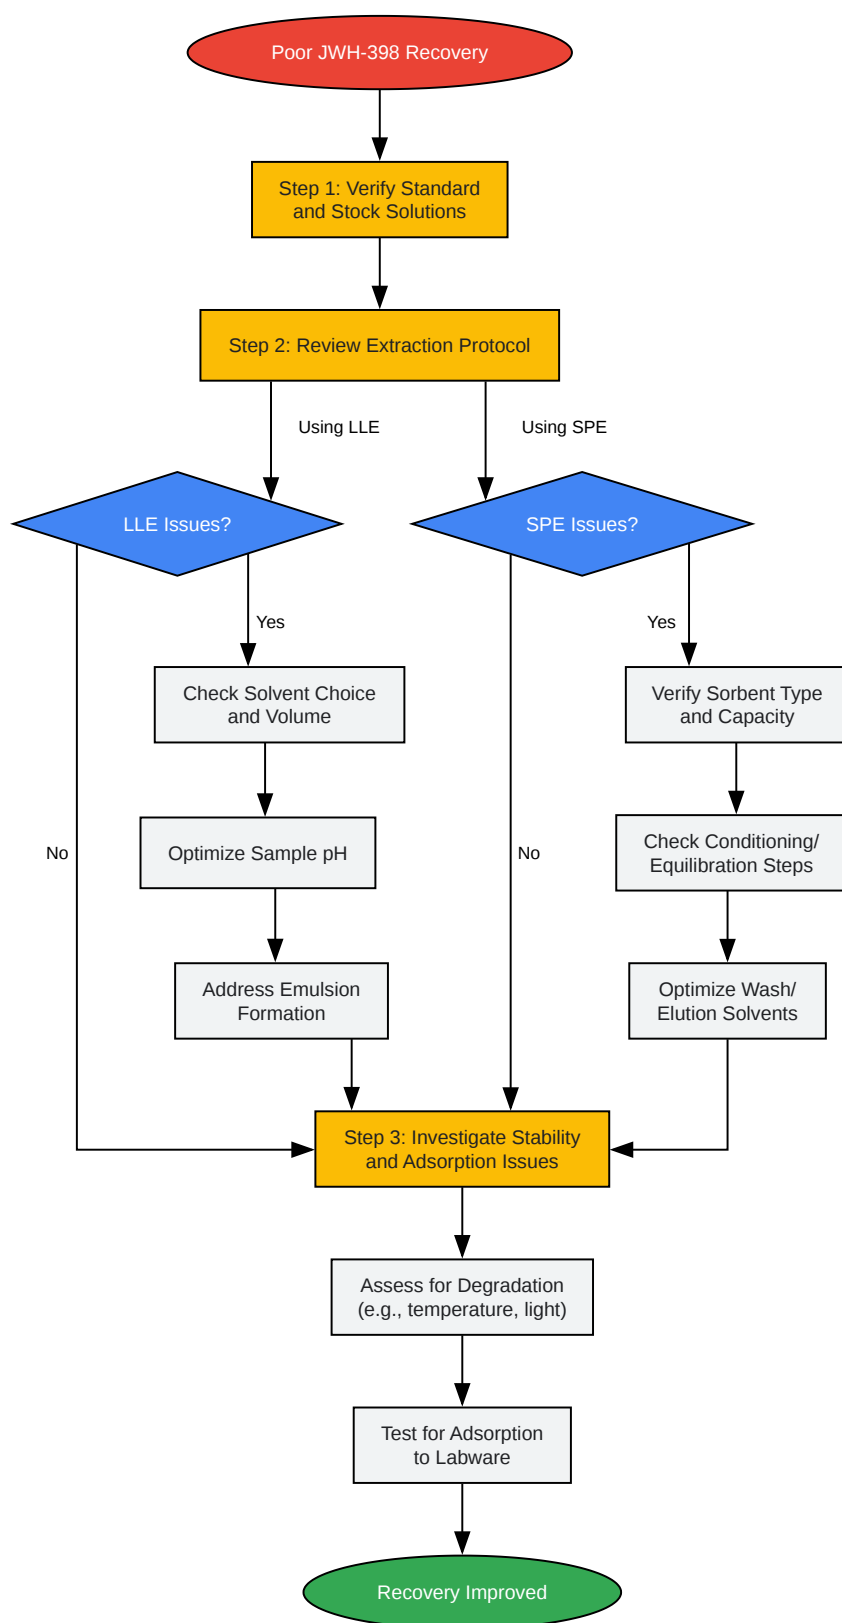 Poor JWH-398 Recovery
Step 1: Verify Standard
and Stock Solutions
Step 2: Review Extraction Protocol
Using LLE
Using SPE
LLE Issues?
SPE Issues?
Yes
Yes
Check Solvent Choice
and Volume
Verify Sorbent Type
and Capacity
No
Optimize Sample pH
No
Check Conditioning/
Equilibration Steps
Address Emulsion
Formation
Optimize Wash/
Elution Solvents
Step 3: Investigate Stability
and Adsorption Issues
Assess for Degradation
(e.g., temperature, light)
Test for Adsorption
to Labware
Recovery Improved